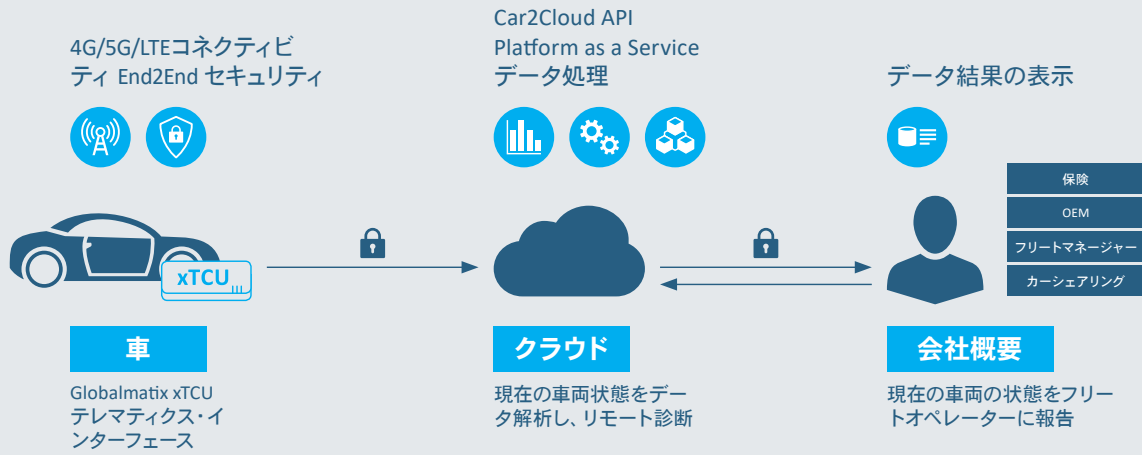 4G/5G/LTEコネクティビ
ティ End2End セキュリティ
Car2Cloud API
Platform as a Service
データ処理
データ結果の表示
保険
OEM
フリートマネージャー
カーシェアリング
xTCU
車
クラウド
会社概要
Globalmatix xTCU
テレマティクス・イ
ンターフェース
現在の車両状態をデー
タ解析し、リモート診断
現在の車両の状態をフリー
トオペレーターに報告